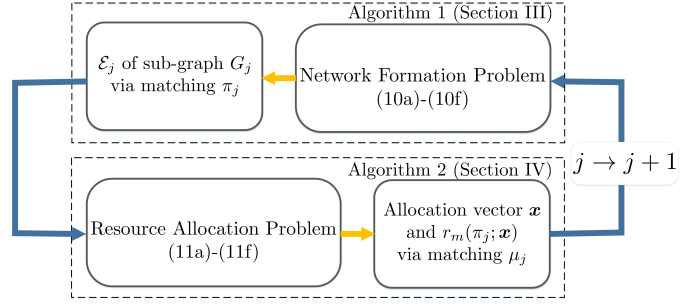 Algorithm 1 (Section III)
ℰ_j of sub-graph G_j
via matching π_j
Network Formation Problem
(10a)-(10f)
j → j + 1
Algorithm 2 (Section IV)
Resource Allocation Problem
(11a)-(11f)
Allocation vector 𝒙
and r_m(π_j; 𝒙)
via matching μ_j